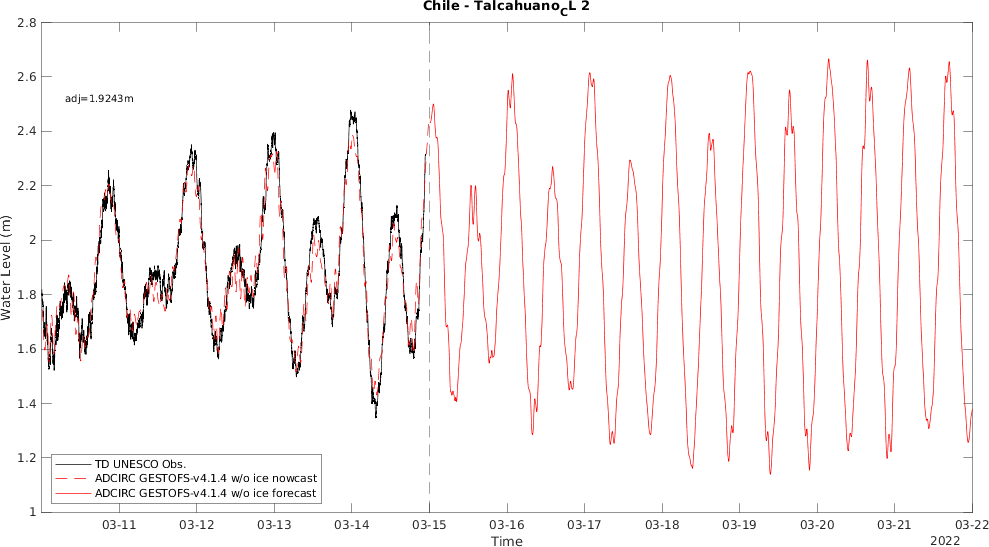 Chile - Talcahuano_CL 2
adj=1.9243m
Water Level (m)
2.8
2.6
2.4
2.2
2
1.8
1.6
1.4
1.2
1
TD UNESCO Obs.
ADCIRC GESTOFS-v4.1.4 w/o ice nowcast
ADCIRC GESTOFS-v4.1.4 w/o ice forecast
03-11 03-12 03-13 03-14 03-15 03-16 03-17 03-18 03-19 03-20 03-21 03-22
Time
2022